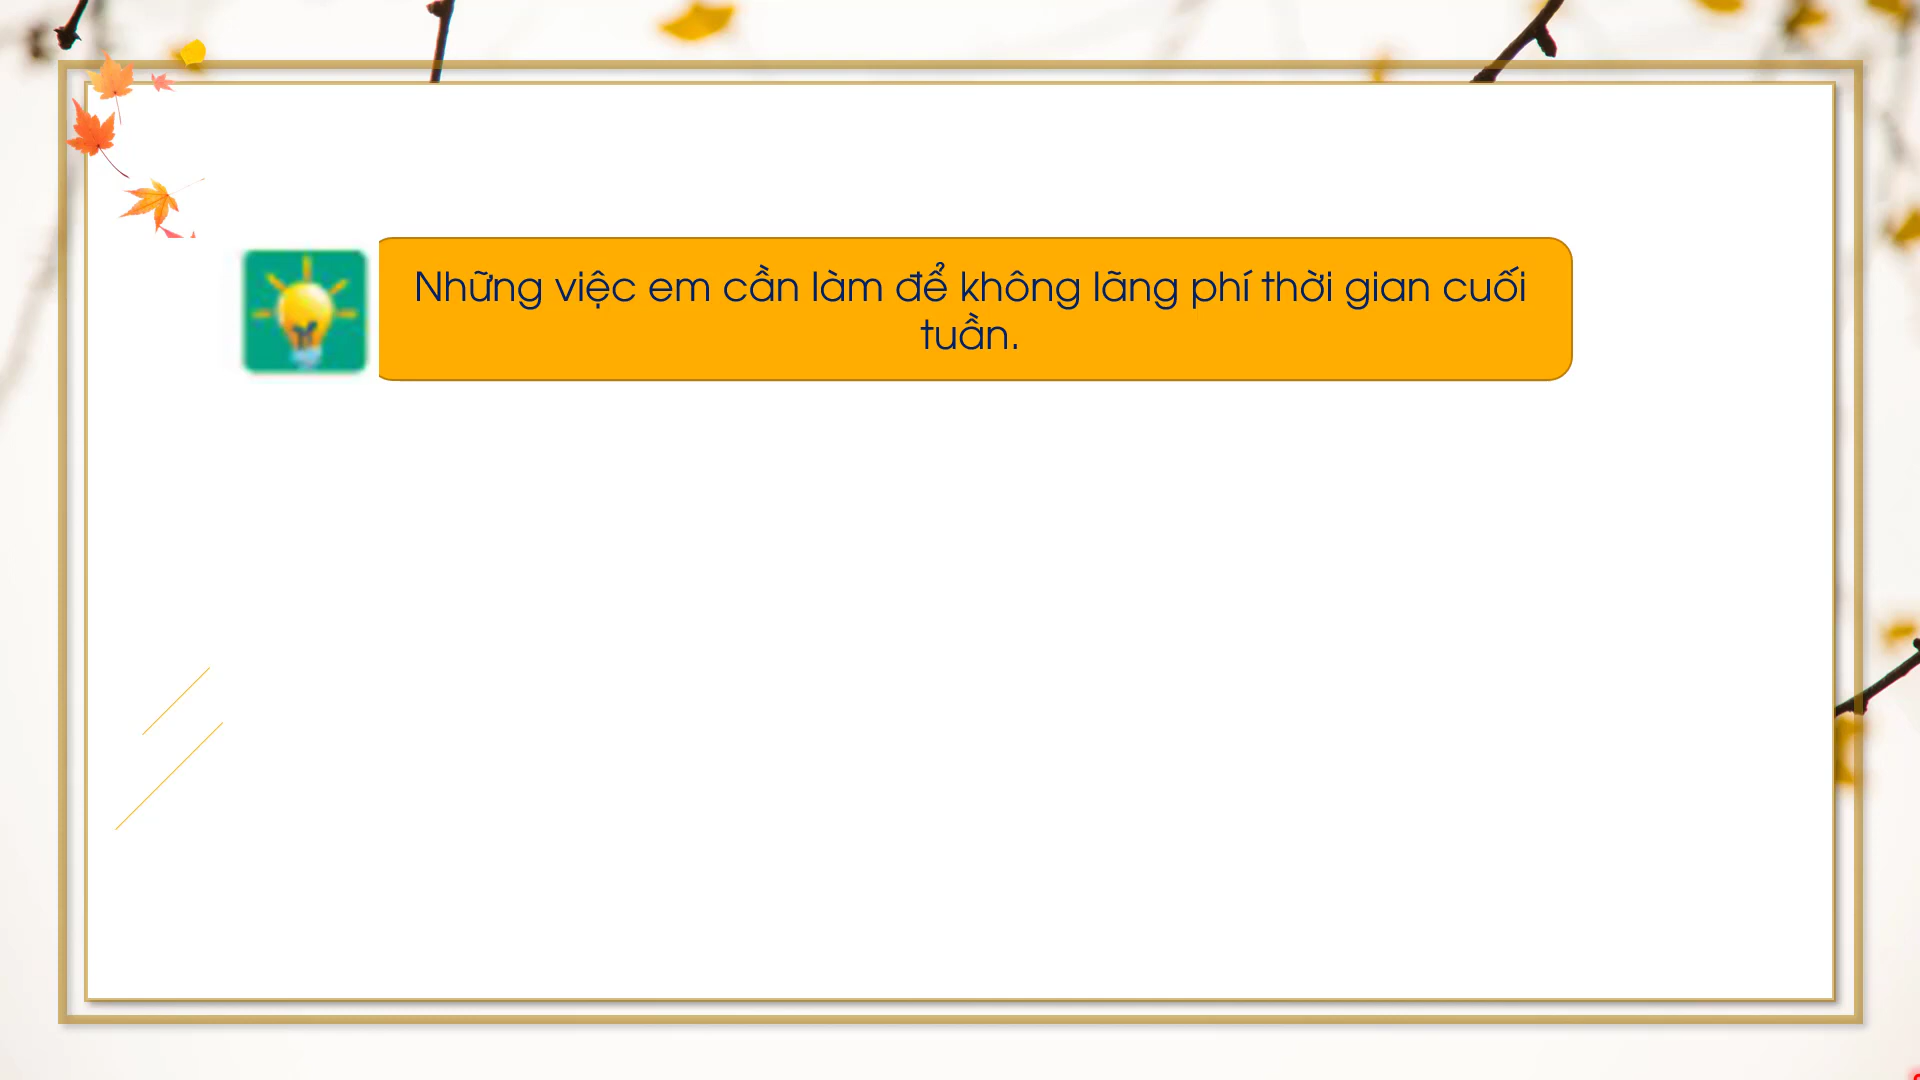 Những việc em cần làm để không lãng phí thời gian cuối
tuần.